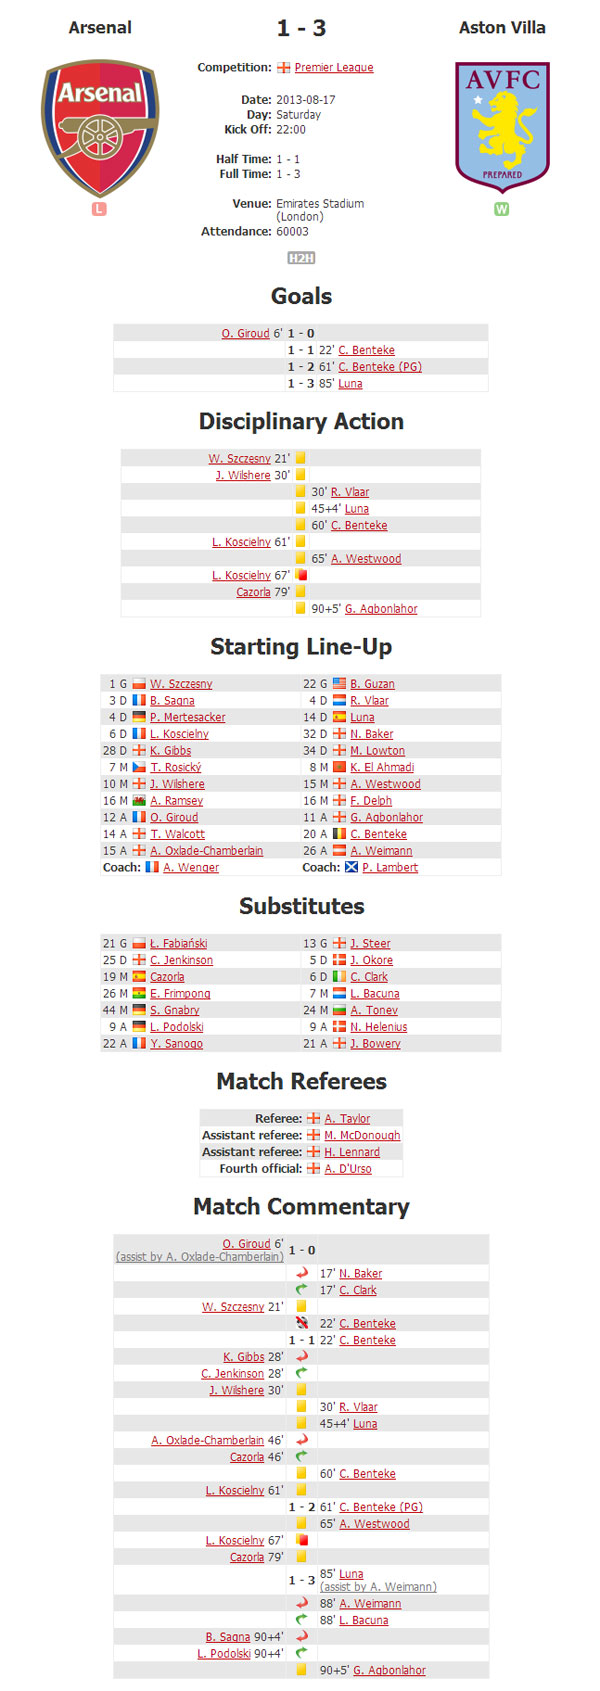 Arsenal 1 - 3 Aston Villa
Arsenal
AVFC
PREPARED
L
W
Competition: Premier League
Date: 2013-08-17
Day: Saturday
Kick Off: 22:00
Half Time: 1 - 1
Full Time: 1 - 3
Venue: Emirates Stadium
(London)
Attendance: 60003
H2H
Goals
O. Giroud 6' 1 - 0
1 - 1 22' C. Benteke
1 - 2 61' C. Benteke (PG)
1 - 3 85' Luna
Disciplinary Action
W. Szczesny 21'
J. Wilshere 30'
30' R. Vlaar
45+4' Luna
60' C. Benteke
L. Koscielny 61'
65' A. Westwood
L. Koscielny 67'
Cazorla 79'
90+5' G. Agbonlahor
Starting Line-Up
1 G W. Szczesny 22 G B. Guzan
3 D B. Sagna 4 D R. Vlaar
4 D P. Mertesacker 14 D Luna
6 D L. Koscielny 32 D N. Baker
28 D K. Gibbs 34 D M. Lowton
7 M T. Rosický 8 M K. El Ahmadi
10 M J. Wilshere 15 M A. Westwood
16 M A. Ramsey 16 M F. Delph
12 A O. Giroud 11 A G. Agbonlahor
14 A T. Walcott 20 A C. Benteke
15 A A. Oxlade-Chamberlain 26 A A. Weimann
Coach: A. Wenger Coach: P. Lambert
Substitutes
21 G Ł. Fabiański 13 G J. Steer
25 D C. Jenkinson 5 D J. Okore
19 M Cazorla 6 D C. Clark
26 M E. Frimpong 7 M L. Bacuna
44 M S. Gnabry 24 M A. Tonev
9 A L. Podolski 9 A N. Helenius
22 A Y. Sanogo 21 A J. Bowery
Match Referees
Referee: A. Taylor
Assistant referee: M. McDonough
Assistant referee: H. Lennard
Fourth official: A. D'Urso
Match Commentary
O. Giroud 6' 1 - 0
(assist by A. Oxlade-Chamberlain)
17' N. Baker
17' C. Clark
W. Szczesny 21'
22' C. Benteke
1 - 1 22' C. Benteke
K. Gibbs 28'
C. Jenkinson 28'
J. Wilshere 30'
30' R. Vlaar
45+4' Luna
A. Oxlade-Chamberlain 46'
Cazorla 46'
60' C. Benteke
L. Koscielny 61'
1 - 2 61' C. Benteke (PG)
65' A. Westwood
L. Koscielny 67'
Cazorla 79'
1 - 3 85' Luna
(assist by A. Weimann)
88' A. Weimann
88' L. Bacuna
B. Sagna 90+4'
L. Podolski 90+4'
90+5' G. Agbonlahor